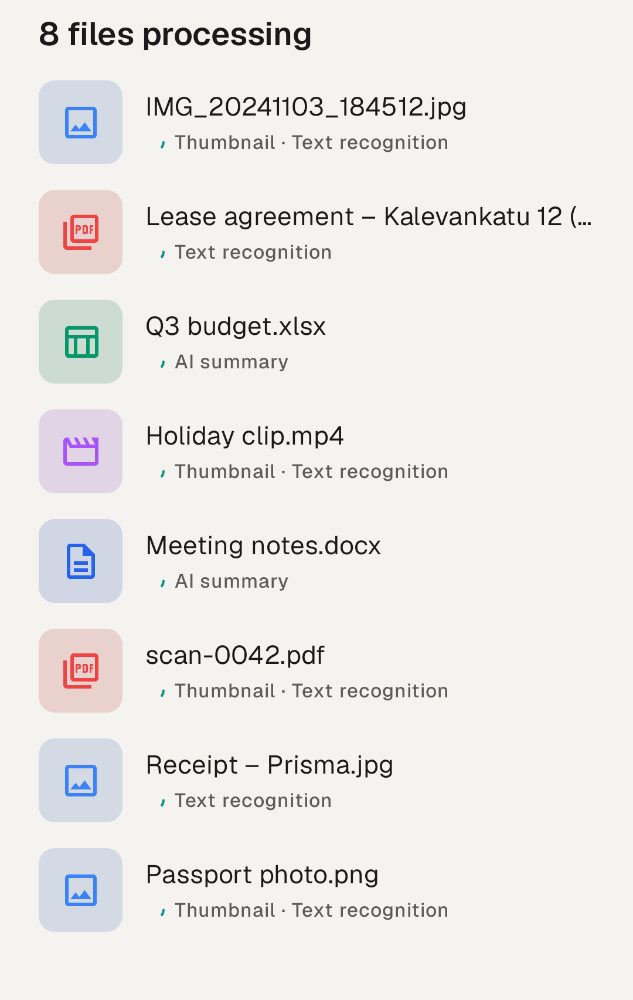 8 files processing
IMG_20241103_184512.jpg
Thumbnail · Text recognition
PDF
Lease agreement – Kalevankatu 12 (…
Text recognition
Q3 budget.xlsx
AI summary
Holiday clip.mp4
Thumbnail · Text recognition
Meeting notes.docx
AI summary
PDF
scan-0042.pdf
Thumbnail · Text recognition
Receipt – Prisma.jpg
Text recognition
Passport photo.png
Thumbnail · Text recognition